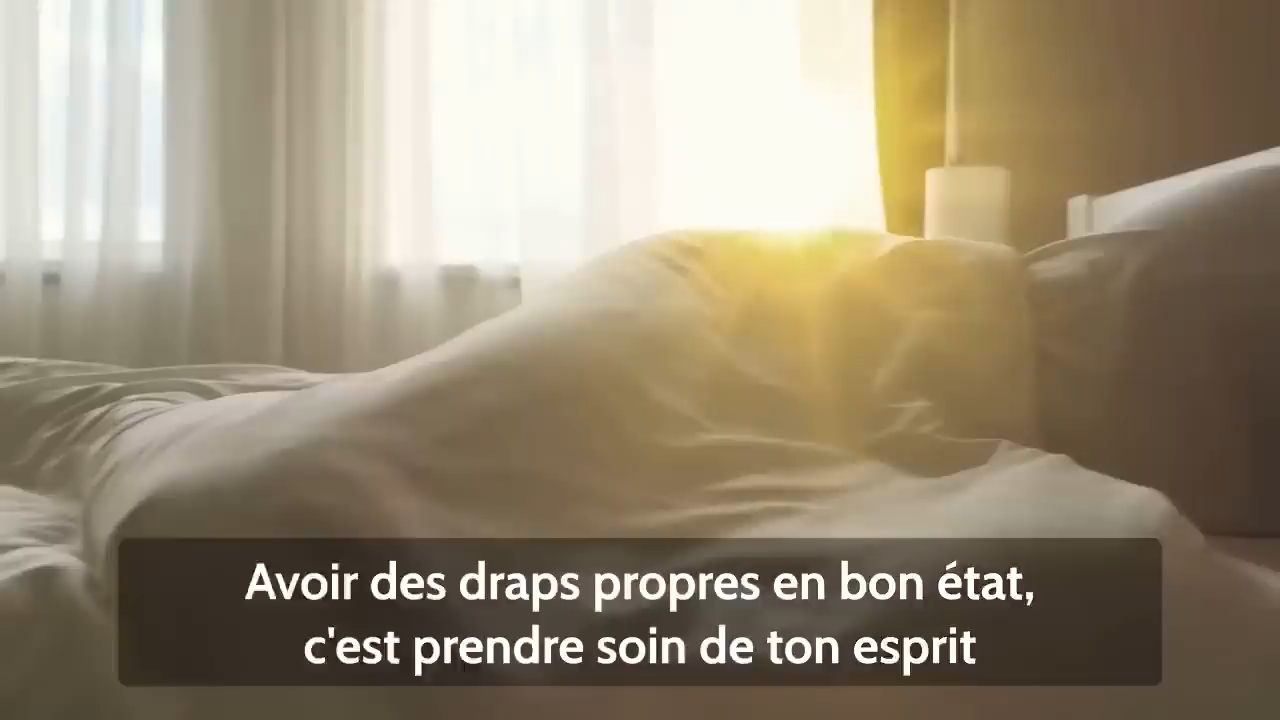 Avoir des draps propres en bon état,
c'est prendre soin de ton esprit